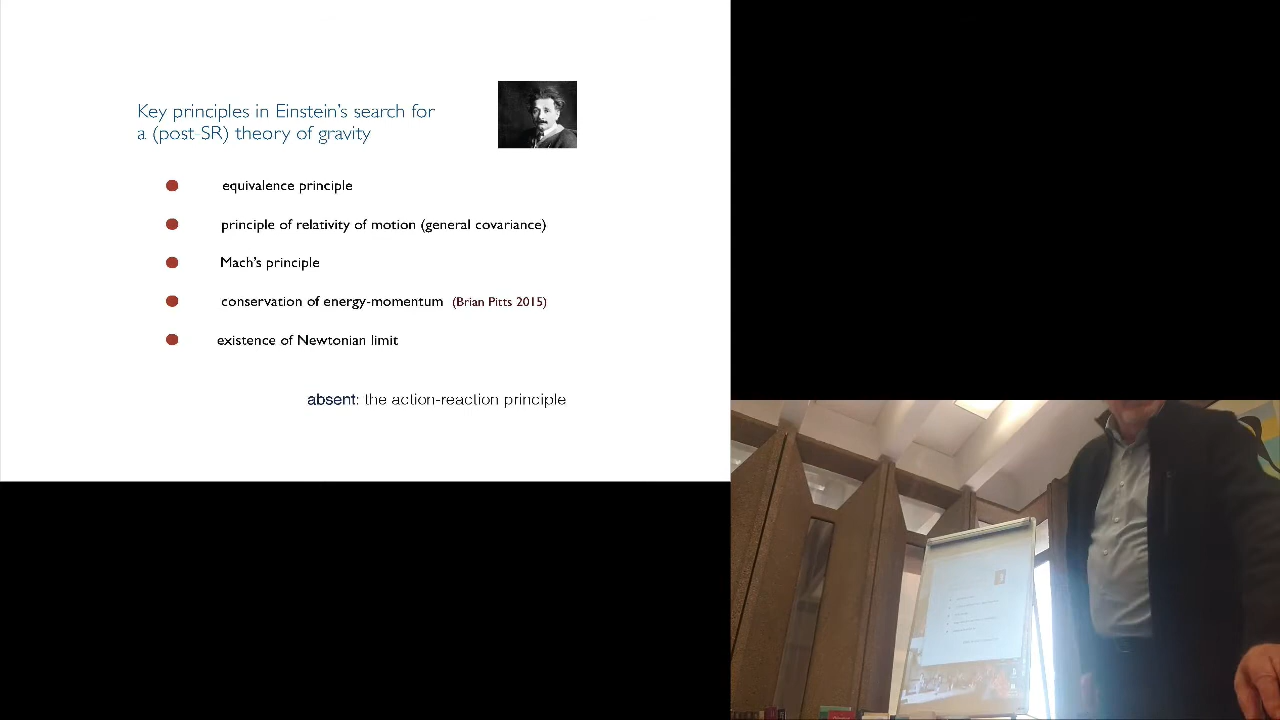 Key principles in Einstein's search for
a (post-SR) theory of gravity
equivalence principle
principle of relativity of motion (general covariance)
Mach's principle
conservation of energy-momentum (Brian Pitts 2015)
existence of Newtonian limit
absent: the action-reaction principle